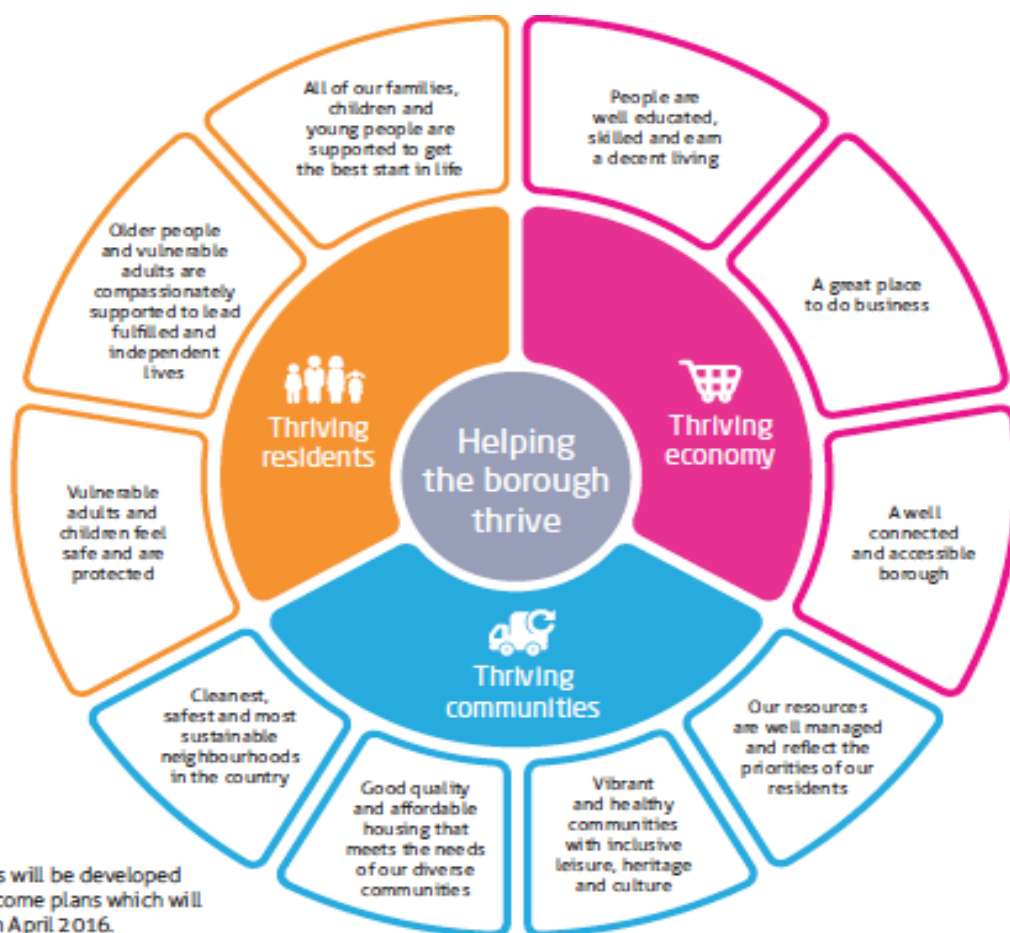 All of our families,
children and
young people are
supported to get
the best start in life
People are
well educated,
skilled and earn
a decent living
Older people
and vulnerable
adults are
compassionately
supported to lead
fulfilled and
independent
lives
A great place
to do business
Thriving
residents
Helping
the borough
thrive
Thriving
economy
Vulnerable
adults and
children feel
safe and are
protected
A well
connected
and accessible
borough
Thriving
communities
Cleanest,
safest and most
sustainable
neighbourhoods
in the country
Good quality
and affordable
housing that
meets the needs
of our diverse
communities
Vibrant
and healthy
communities
with inclusive
leisure, heritage
and culture
Our resources
are well managed
and reflect the
priorities of our
residents
will be developed
plans which will
April 2016.